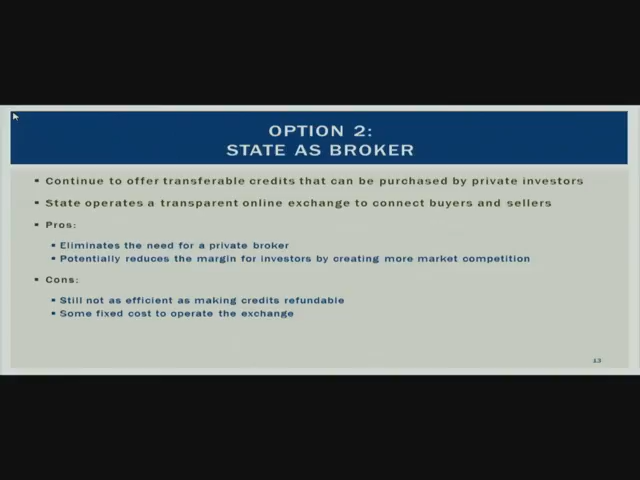 OPTION 2:
STATE AS BROKER
▪ Continue to offer transferable credits that can be purchased by private investors
▪ State operates a transparent online exchange to connect buyers and sellers
▪ Pros:
▪ Eliminates the need for a private broker
▪ Potentially reduces the margin for investors by creating more market competition
▪ Cons:
▪ Still not as efficient as making credits refundable
▪ Some fixed cost to operate the exchange
13